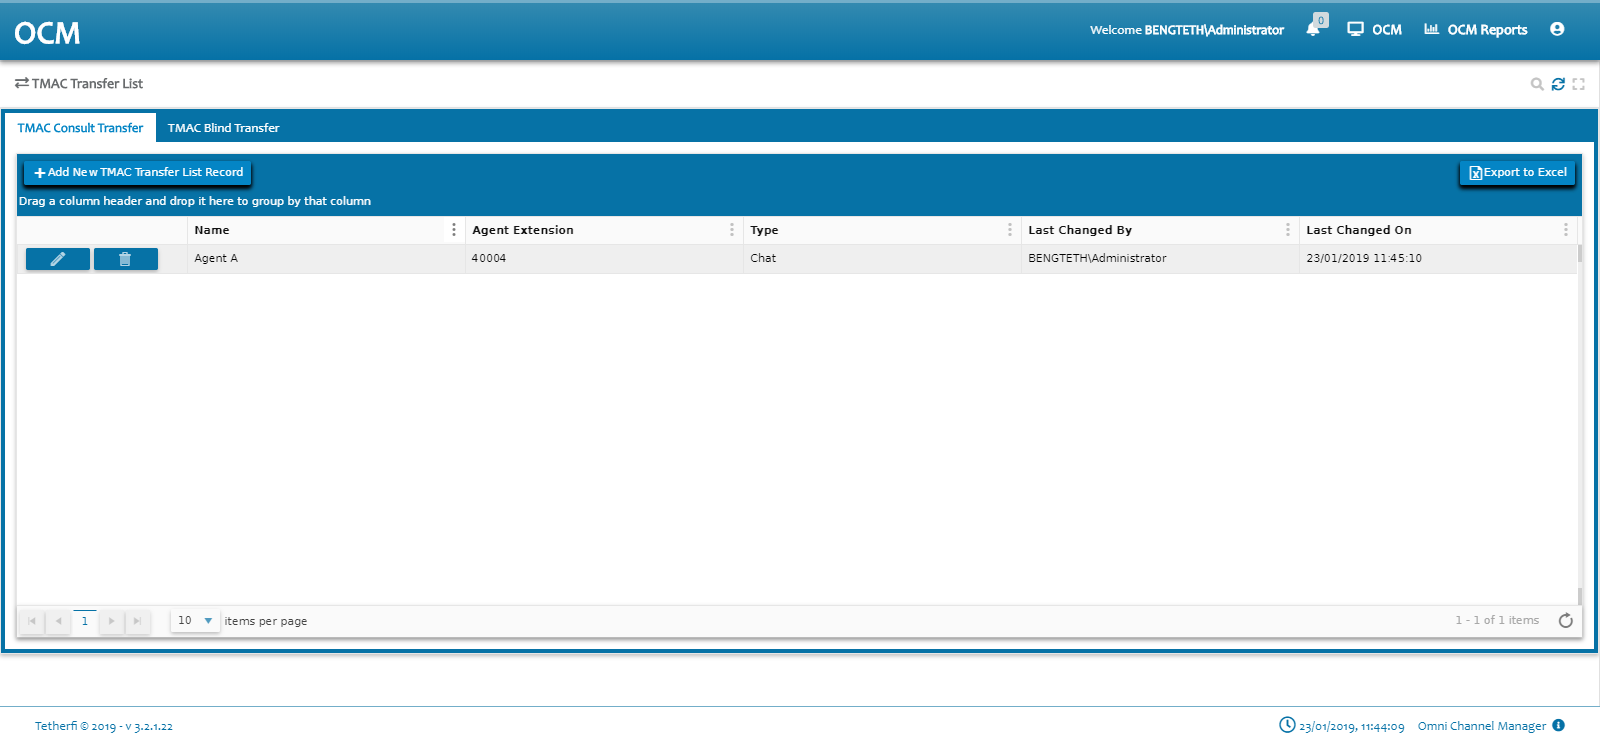 OCM
Welcome BENGTETH\Administrator
0
OCM
OCM Reports
TMAC Transfer List
TMAC Consult Transfer
TMAC Blind Transfer
Add New TMAC Transfer List Record
Export to Excel
Drag a column header and drop it here to group by that column
Name
Agent Extension
Type
Last Changed By
Last Changed On
Agent A
40004
Chat
BENGTETH\Administrator
23/01/2019 11:45:10
1
10
items per page
1 - 1 of 1 items
Tetherfi © 2019 - v 3.2.1.22
23/01/2019, 11:44:09
Omni Channel Manager